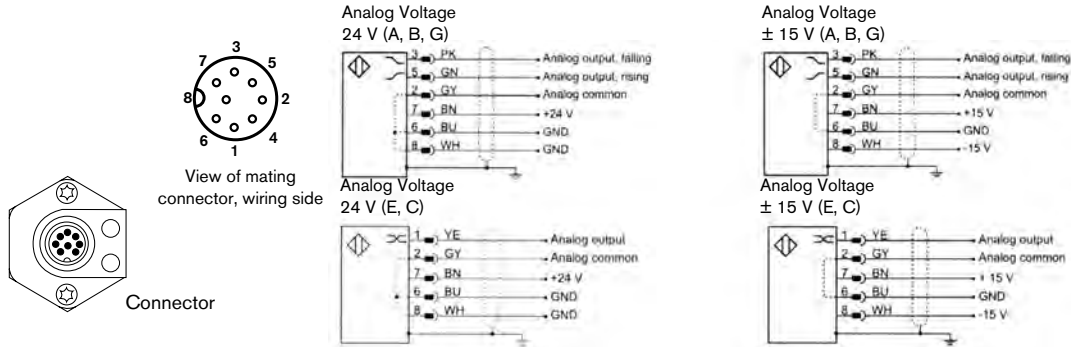 3
7 5
8 2
6 4
1
View of mating
connector, wiring side
Connector
Analog Voltage
24 V (A, B, G)
3 PK Analog output, falling
5 GN Analog output, rising
2 GY Analog common
7 BN +24 V
6 BU GND
8 WH GND
Analog Voltage
± 15 V (A, B, G)
3 PK Analog output, falling
5 GN Analog output, rising
2 GY Analog common
7 BN +15 V
6 BU GND
8 WH -15 V
Analog Voltage
24 V (E, C)
1 YE Analog output
2 GY Analog common
7 BN +24 V
6 BU GND
8 WH GND
Analog Voltage
± 15 V (E, C)
1 YE Analog output
2 GY Analog common
7 BN + 15 V
6 BU GND
8 WH -15 V